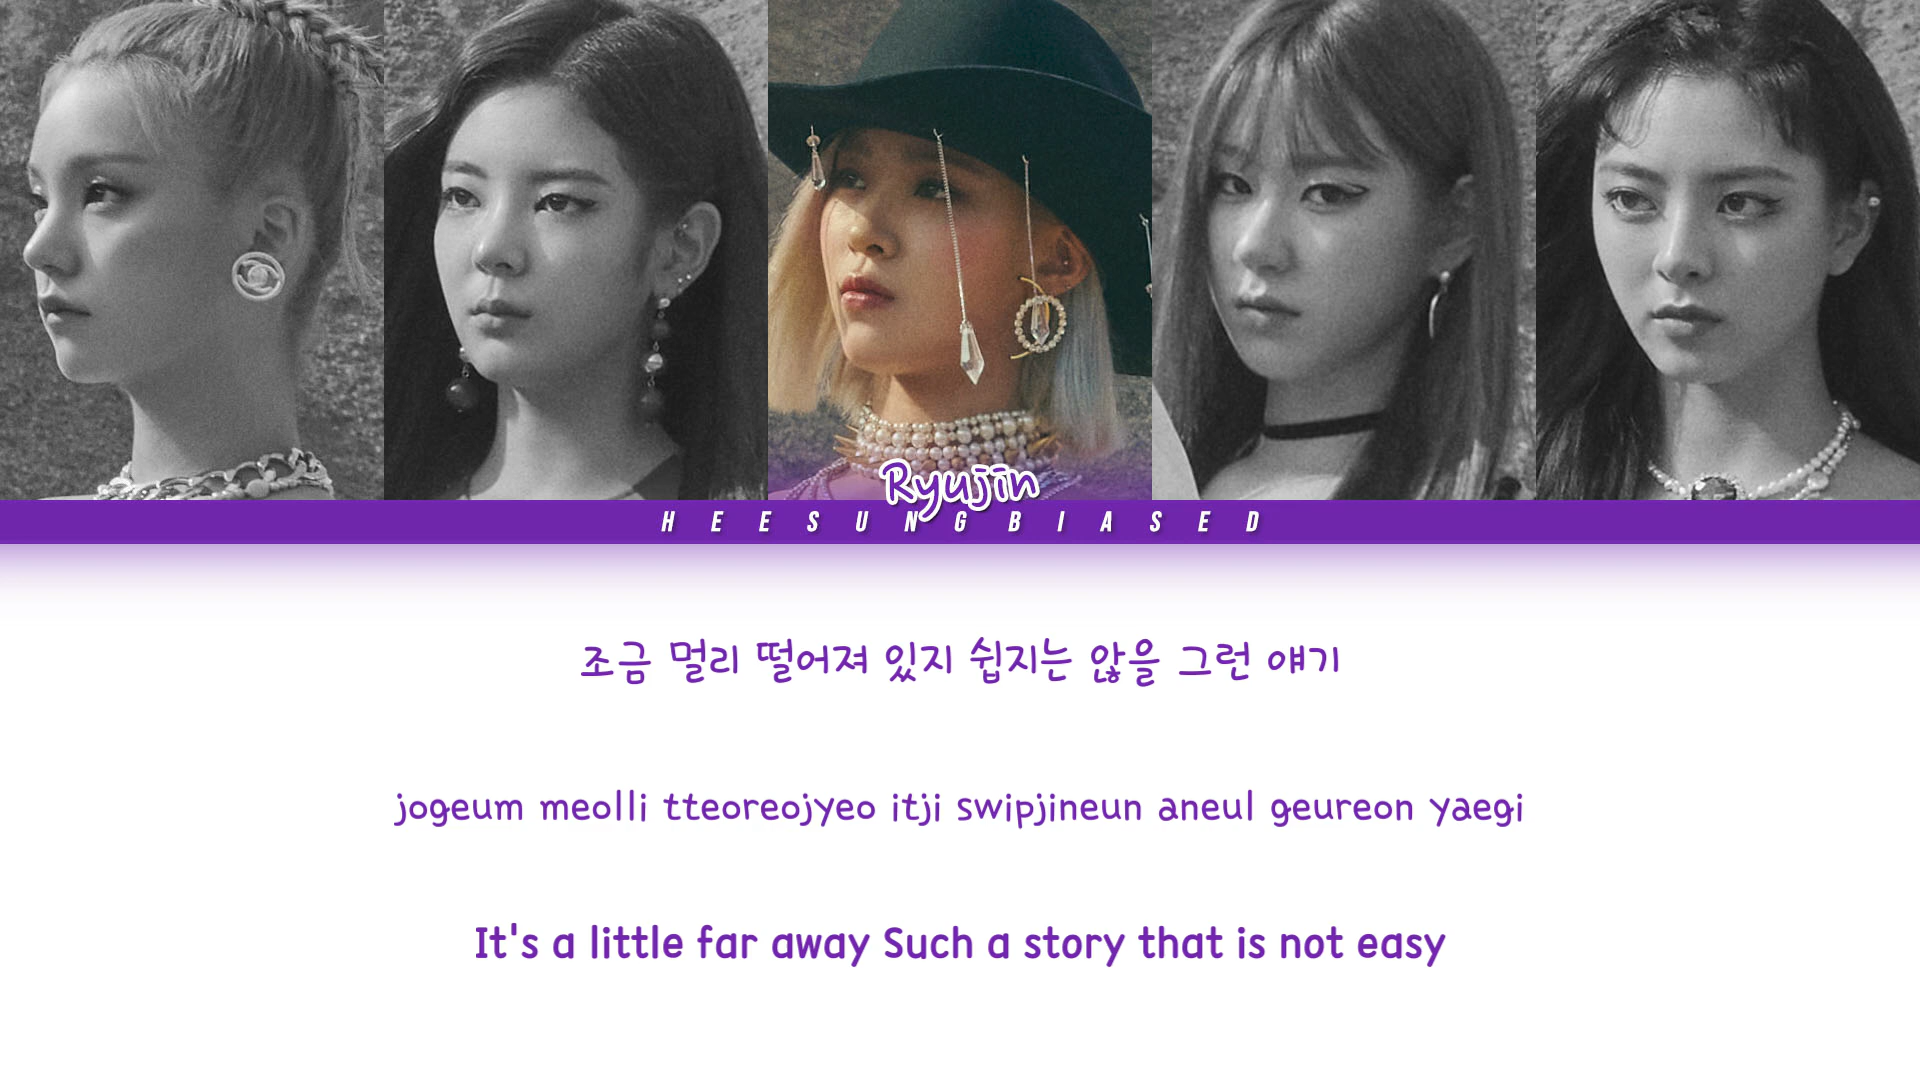 Ryujin
HEESUNGBIASED
조금 멀리 떨어져 있지 쉽지는 않을 그런 얘기
jogeum meolli tteoreojyeo itji swipjineun aneul geureon yaegi
It's a little far away Such a story that is not easy